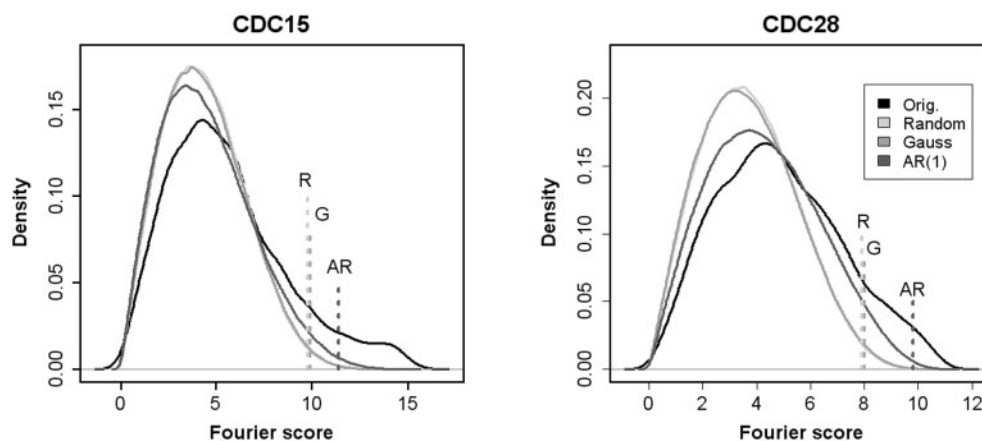 CDC15
Density
0.00
0.05
0.10
0.15
R
G
AR
0
5
10
15
Fourier score
CDC28
Density
0.00
0.05
0.10
0.15
0.20
Orig.
Random
Gauss
AR(1)
R
G
AR
0
2
4
6
8
10
12
Fourier score